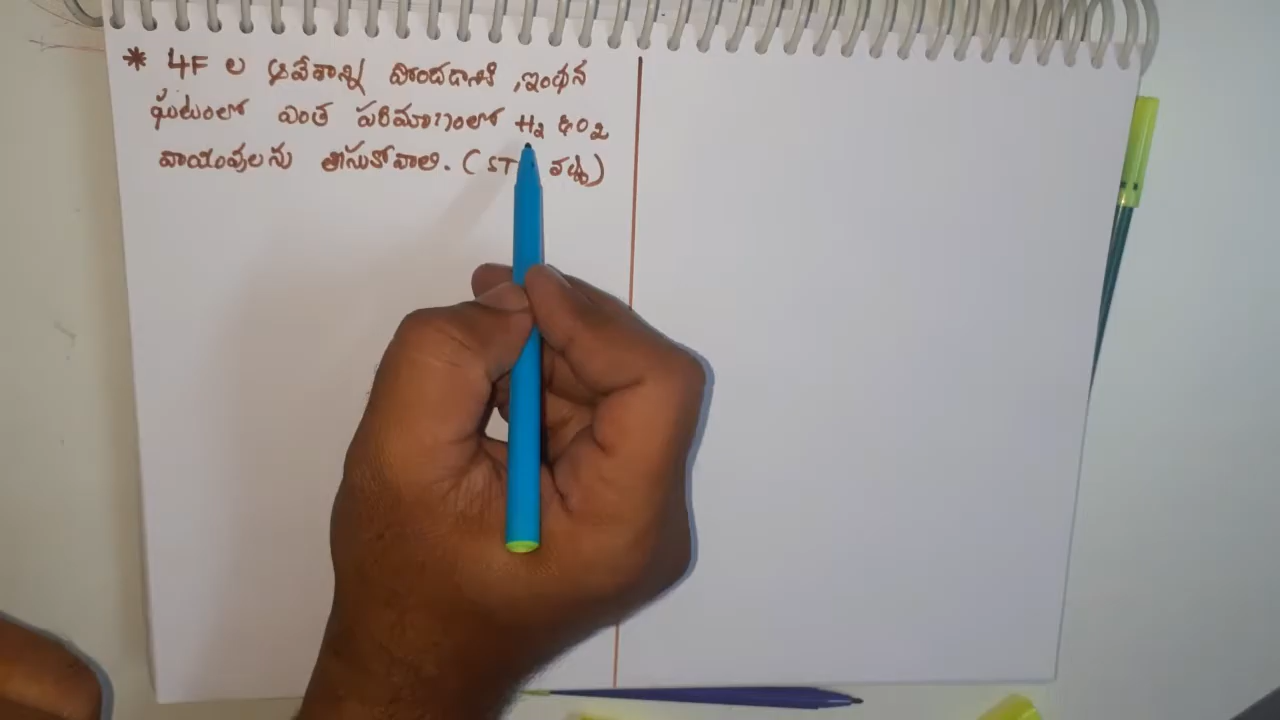 * 4F ల ఆవేశాన్ని పొందడానికి , ఇంధన
ఘటంలో ఎంత పరిమాణంలో H₂ & O₂
వాయువులను తీసుకోవాలి. ( ST వద్ద )